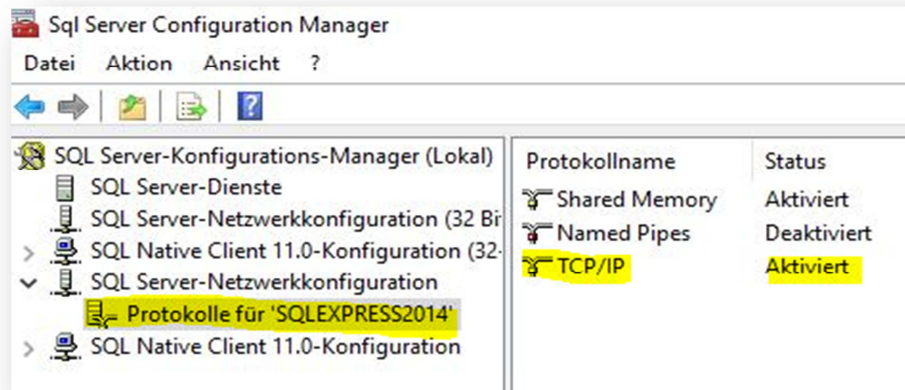 Sql Server Configuration Manager
Datei Aktion Ansicht ?
SQL Server-Konfigurations-Manager (Lokal)
SQL Server-Dienste
SQL Server-Netzwerkkonfiguration (32 Bi
SQL Native Client 11.0-Konfiguration (32-
SQL Server-Netzwerkkonfiguration
Protokolle für 'SQLEXPRESS2014'
SQL Native Client 11.0-Konfiguration
Protokollname Status
Shared Memory Aktiviert
Named Pipes Deaktiviert
TCP/IP Aktiviert